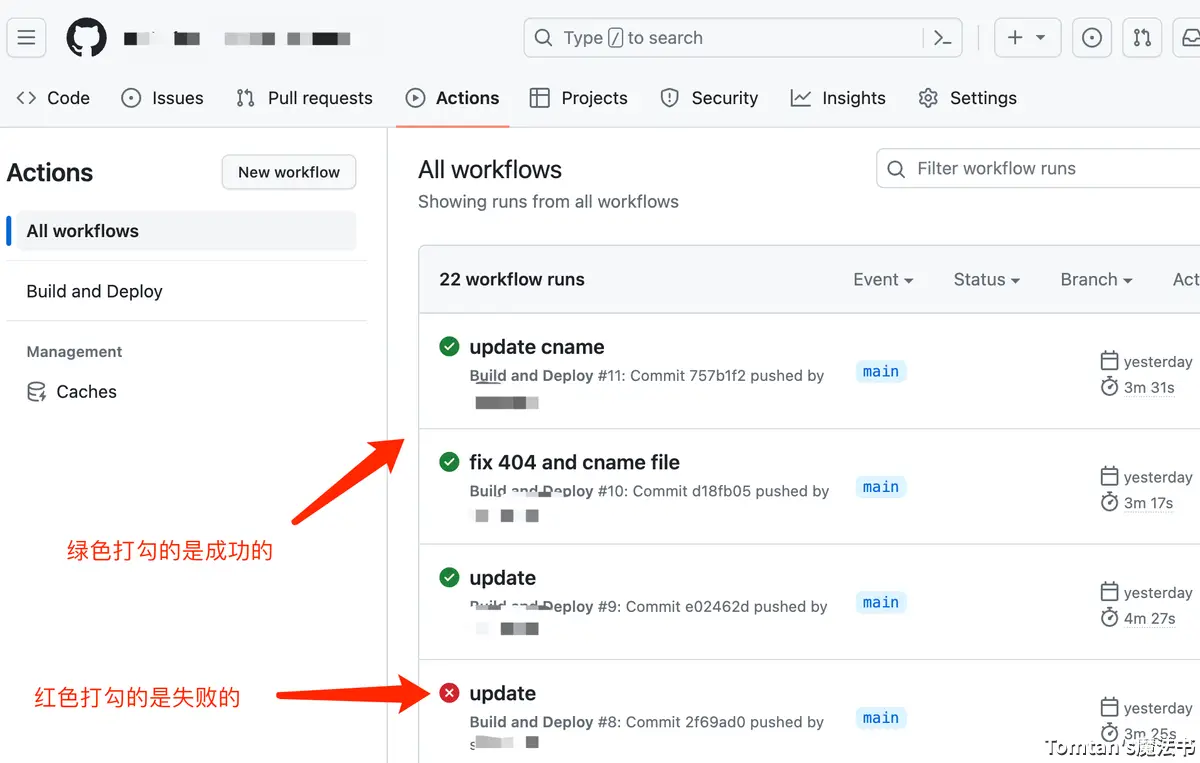 Type / to search
Code
Issues
Pull requests
Actions
Projects
Security
Insights
Settings
Actions
New workflow
All workflows
Build and Deploy
Management
Caches
All workflows
Showing runs from all workflows
Filter workflow runs
22 workflow runs
Event
Status
Branch
Act
update cname
Build and Deploy #11: Commit 757b1f2 pushed by
main
yesterday
3m 31s
fix 404 and cname file
Build and Deploy #10: Commit d18fb05 pushed by
main
yesterday
3m 17s
绿色打勾的是成功的
update
Build and Deploy #9: Commit e02462d pushed by
main
yesterday
4m 27s
红色打勾的是失败的
update
Build and Deploy #8: Commit 2f69ad0 pushed by
main
yesterday
3m 25s
Tomtan's魔法书